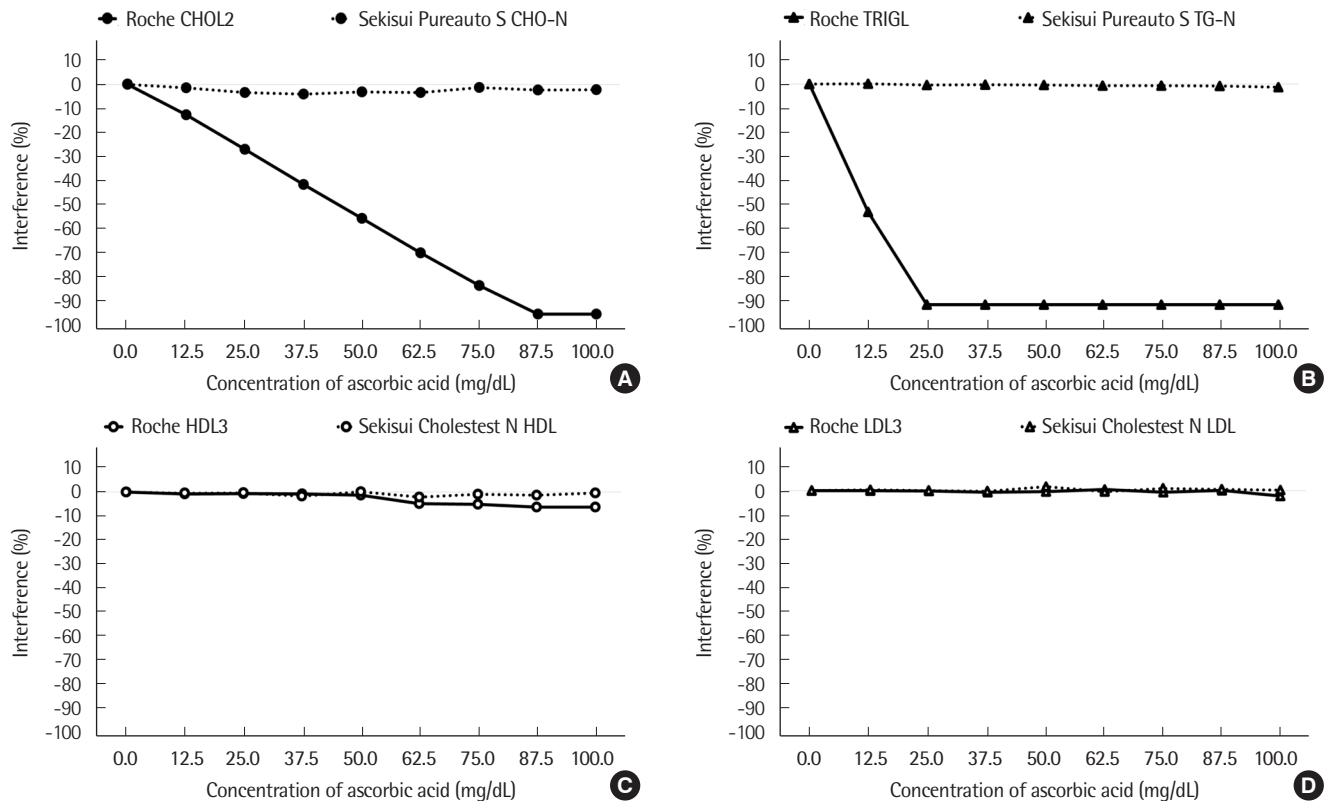 Roche CHOL2 Sekisui Pureauto S CHO-N
10
0
-10
-20
-30
-40
-50
-60
-70
-80
-90
-100
Interference (%)
0.0 12.5 25.0 37.5 50.0 62.5 75.0 87.5 100.0
Concentration of ascorbic acid (mg/dL)
A
Roche TRIGL Sekisui Pureauto S TG-N
10
0
-10
-20
-30
-40
-50
-60
-70
-80
-90
-100
Interference (%)
0.0 12.5 25.0 37.5 50.0 62.5 75.0 87.5 100.0
Concentration of ascorbic acid (mg/dL)
B
Roche HDL3 Sekisui Cholestest N HDL
10
0
-10
-20
-30
-40
-50
-60
-70
-80
-90
-100
Interference (%)
0.0 12.5 25.0 37.5 50.0 62.5 75.0 87.5 100.0
Concentration of ascorbic acid (mg/dL)
C
Roche LDL3 Sekisui Cholestest N LDL
10
0
-10
-20
-30
-40
-50
-60
-70
-80
-90
-100
Interference (%)
0.0 12.5 25.0 37.5 50.0 62.5 75.0 87.5 100.0
Concentration of ascorbic acid (mg/dL)
D